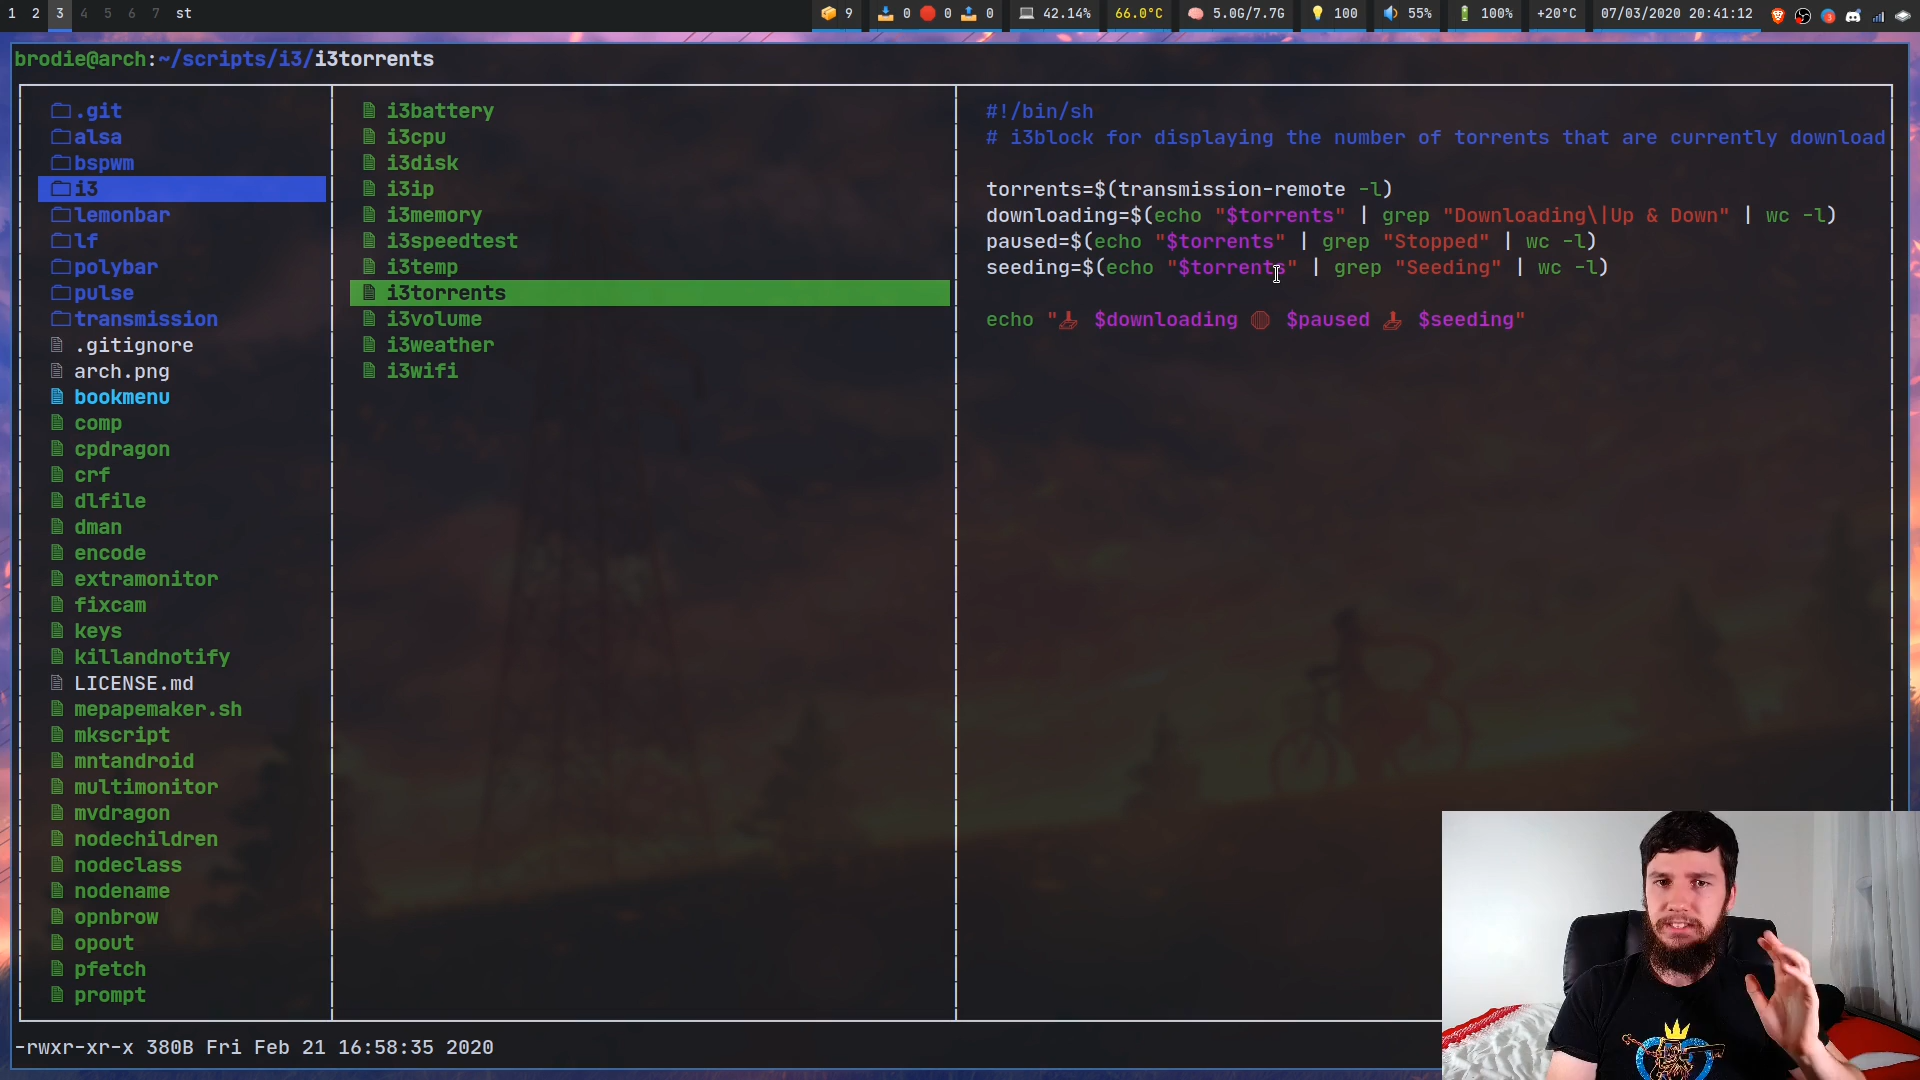 1 2 3 4 5 6 7 st 9 0 0 0 42.14% 66.0°C 5.0G/7.7G 100 55% 100% +20°C 07/03/2020 20:41:12
brodie@arch:~/scripts/i3/i3torrents
.git
alsa
bspwm
i3
lemonbar
lf
polybar
pulse
transmission
.gitignore
arch.png
bookmenu
comp
cpdragon
crf
dlfile
dman
encode
extramonitor
fixcam
keys
killandnotify
LICENSE.md
mepapemaker.sh
mkscript
mntandroid
multimonitor
mvdragon
nodechildren
nodeclass
nodename
opnbrow
opout
pfetch
prompt
i3battery
i3cpu
i3disk
i3ip
i3memory
i3speedtest
i3temp
i3torrents
i3volume
i3weather
i3wifi
#!/bin/sh
# i3block for displaying the number of torrents that are currently download
torrents=$(transmission-remote -l)
downloading=$(echo "$torrents" | grep "Downloading\|Up & Down" | wc -l)
paused=$(echo "$torrents" | grep "Stopped" | wc -l)
seeding=$(echo "$torrents" | grep "Seeding" | wc -l)
echo "📥 $downloading 🛑 $paused 📤 $seeding"
-rwxr-xr-x 380B Fri Feb 21 16:58:35 2020